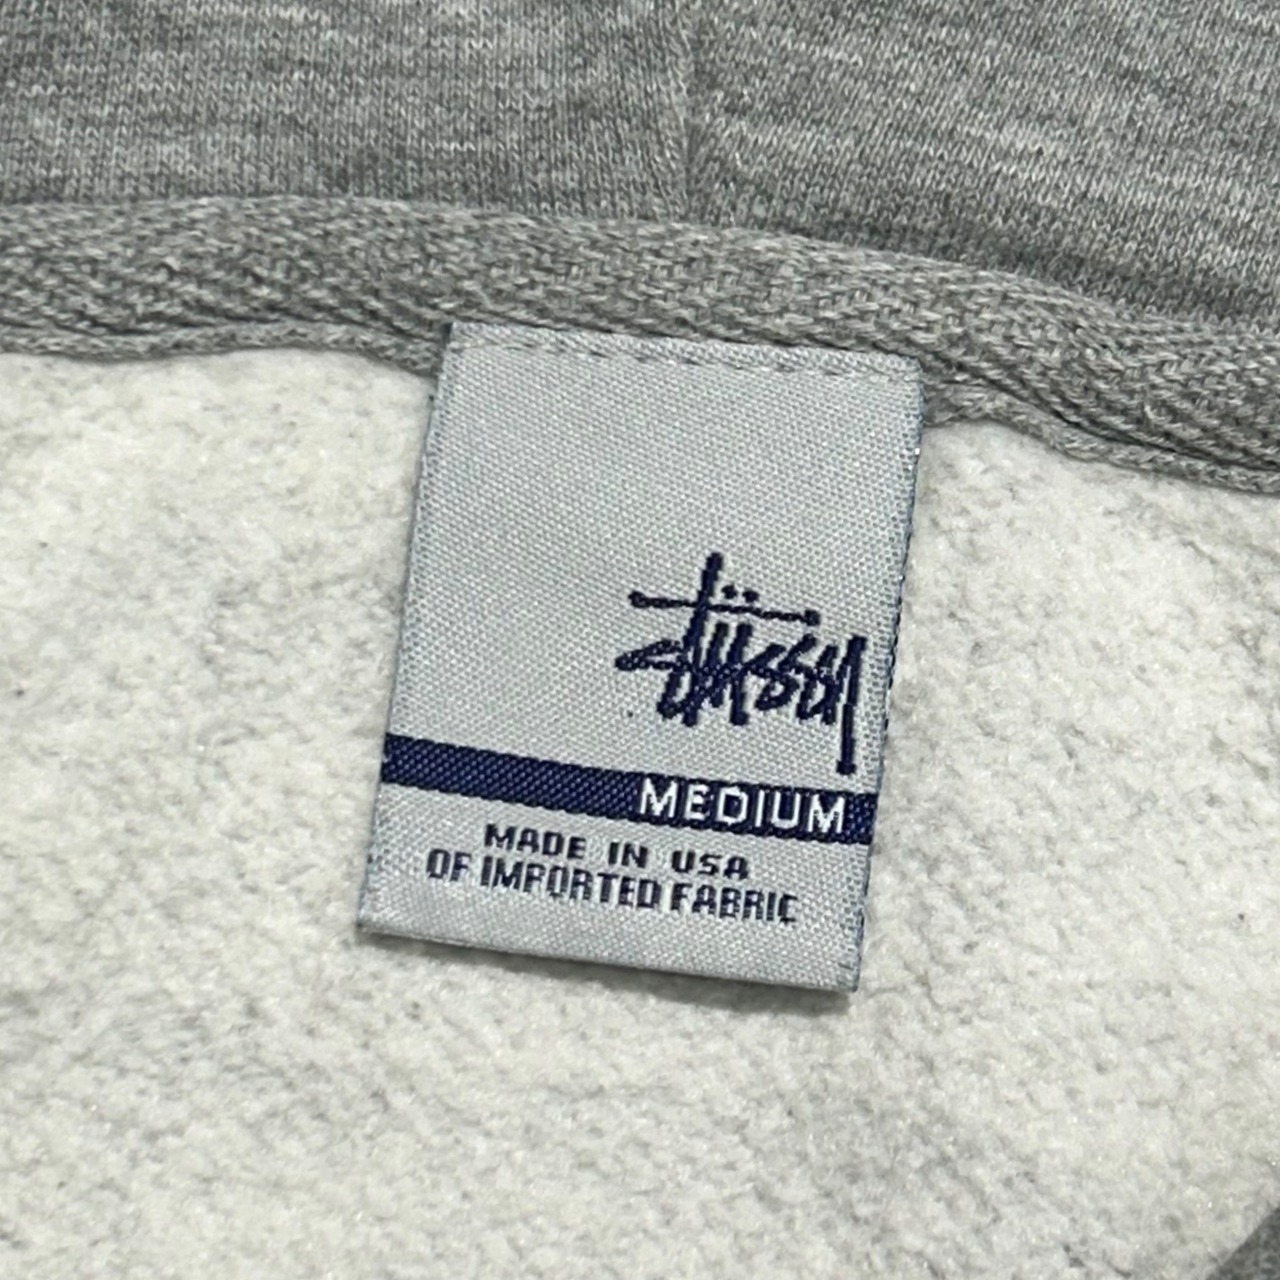 Stüssy
MEDIUM
MADE IN USA
OF IMPORTED FABRIC